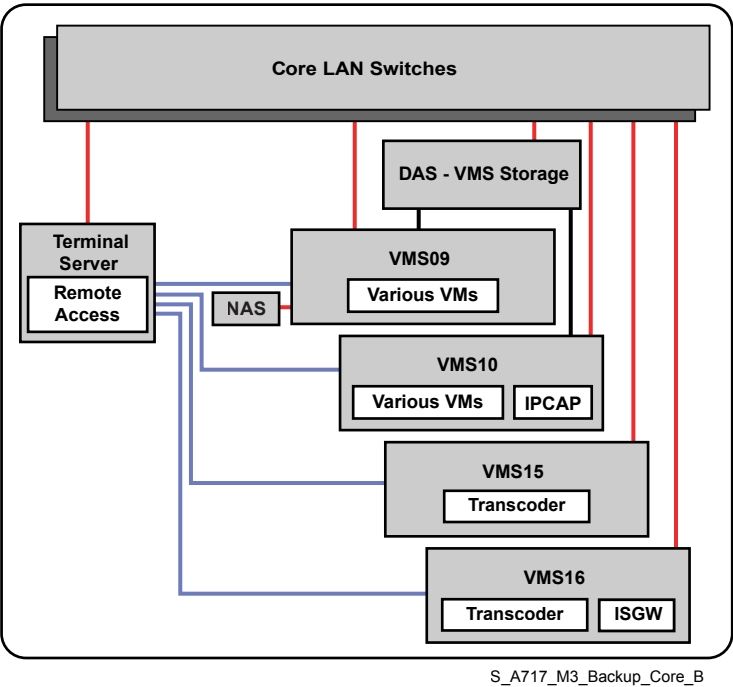 Core LAN Switches
DAS - VMS Storage
Terminal
Server
Remote
Access
VMS09
Various VMs
NAS
VMS10
Various VMs
IPCAP
VMS15
Transcoder
VMS16
Transcoder
ISGW
S_A717_M3_Backup_Core_B